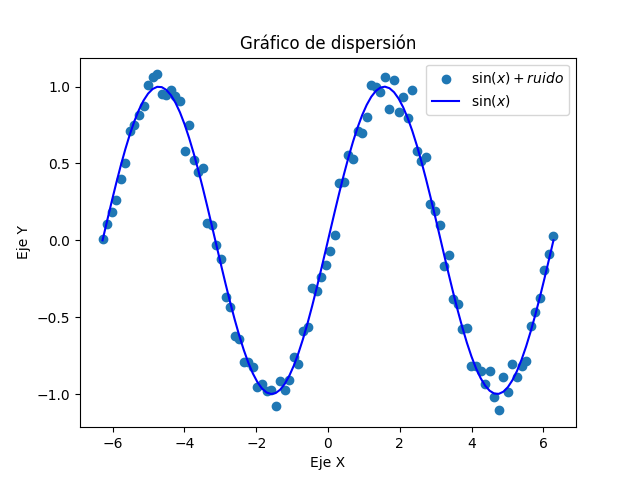 Gráfico de dispersión
sin(x) + ruido
sin(x)
1.0
0.5
0.0
−0.5
−1.0
Eje Y
−6 −4 −2 0 2 4 6
Eje X